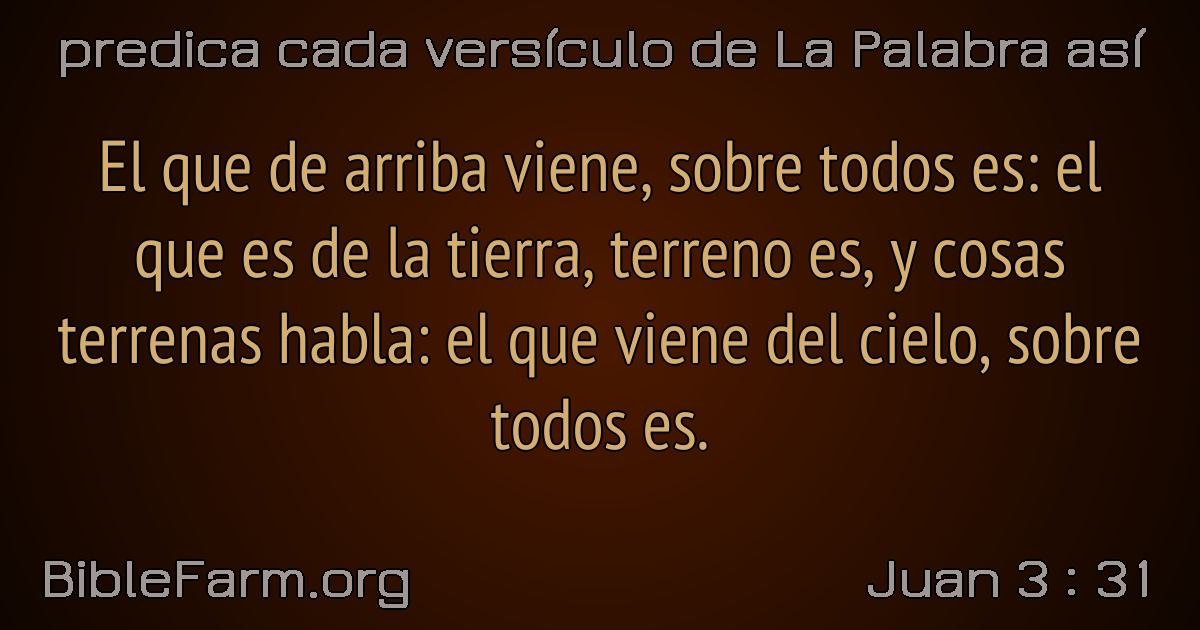 predica cada versículo de La Palabra así
El que de arriba viene, sobre todos es: el
que es de la tierra, terreno es, y cosas
terrenas habla: el que viene del cielo, sobre
todos es.
BibleFarm.org
Juan 3 : 31